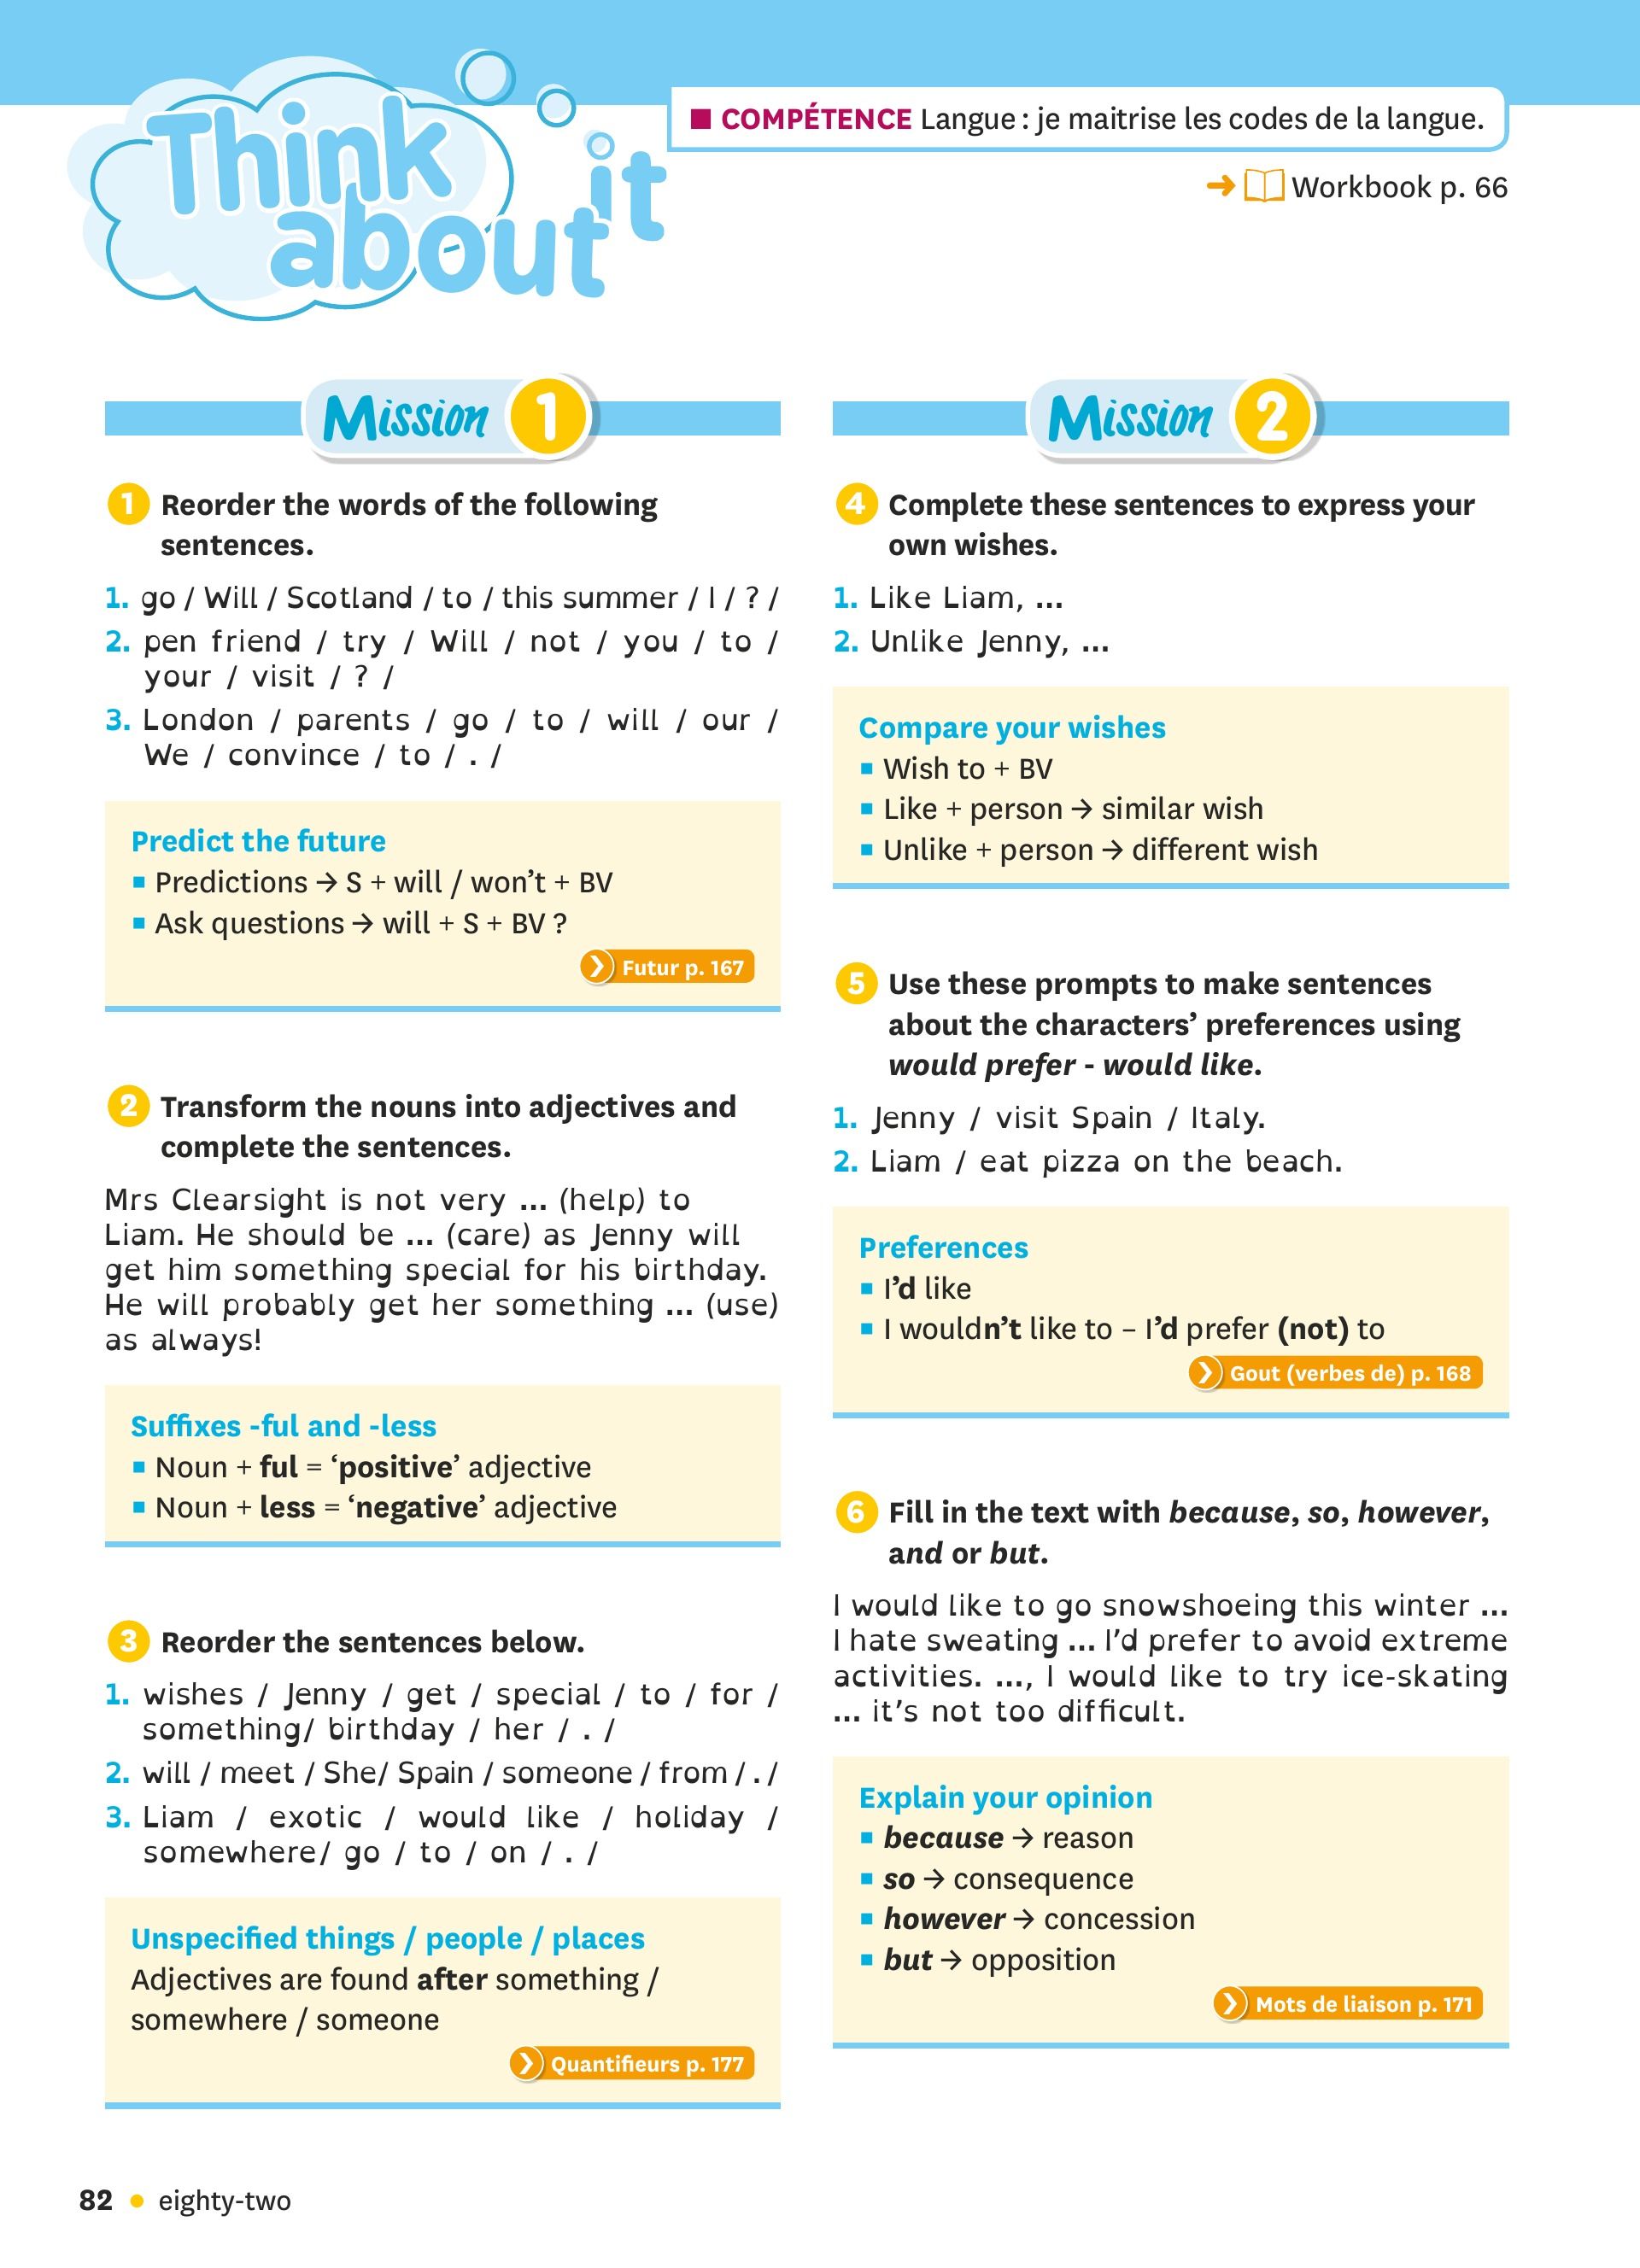 Think
about it
■ COMPÉTENCE Langue : je maitrise les codes de la langue.
➜ Workbook p. 66
Mission 1
1 Reorder the words of the following
sentences.
1. go / Will / Scotland / to / this summer / I / ? /
2. pen friend / try / Will / not / you / to /
your / visit / ? /
3. London / parents / go / to / will / our /
We / convince / to / . /
Predict the future
▪ Predictions → S + will / won't + BV
▪ Ask questions → will + S + BV ?
Futur p. 167
2 Transform the nouns into adjectives and
complete the sentences.
Mrs Clearsight is not very ... (help) to
Liam. He should be ... (care) as Jenny will
get him something special for his birthday.
He will probably get her something ... (use)
as always!
Suffixes -ful and -less
▪ Noun + ful = ‘positive’ adjective
▪ Noun + less = ‘negative’ adjective
3 Reorder the sentences below.
1. wishes / Jenny / get / special / to / for /
something/ birthday / her / . /
2. will / meet / She/ Spain / someone / from / . /
3. Liam / exotic / would like / holiday /
somewhere/ go / to / on / . /
Unspecified things / people / places
Adjectives are found after something /
somewhere / someone
Quantifieurs p. 177
Mission 2
4 Complete these sentences to express your
own wishes.
1. Like Liam, ...
2. Unlike Jenny, ...
Compare your wishes
▪ Wish to + BV
▪ Like + person → similar wish
▪ Unlike + person → different wish
5 Use these prompts to make sentences
about the characters’ preferences using
would prefer - would like.
1. Jenny / visit Spain / Italy.
2. Liam / eat pizza on the beach.
Preferences
▪ I’d like
▪ I wouldn’t like to – I’d prefer (not) to
Gout (verbes de) p. 168
6 Fill in the text with because, so, however,
and or but.
I would like to go snowshoeing this winter ...
I hate sweating ... I’d prefer to avoid extreme
activities. ..., I would like to try ice-skating
... it’s not too difficult.
Explain your opinion
▪ because → reason
▪ so → consequence
▪ however → concession
▪ but → opposition
Mots de liaison p. 171
82 • eighty-two